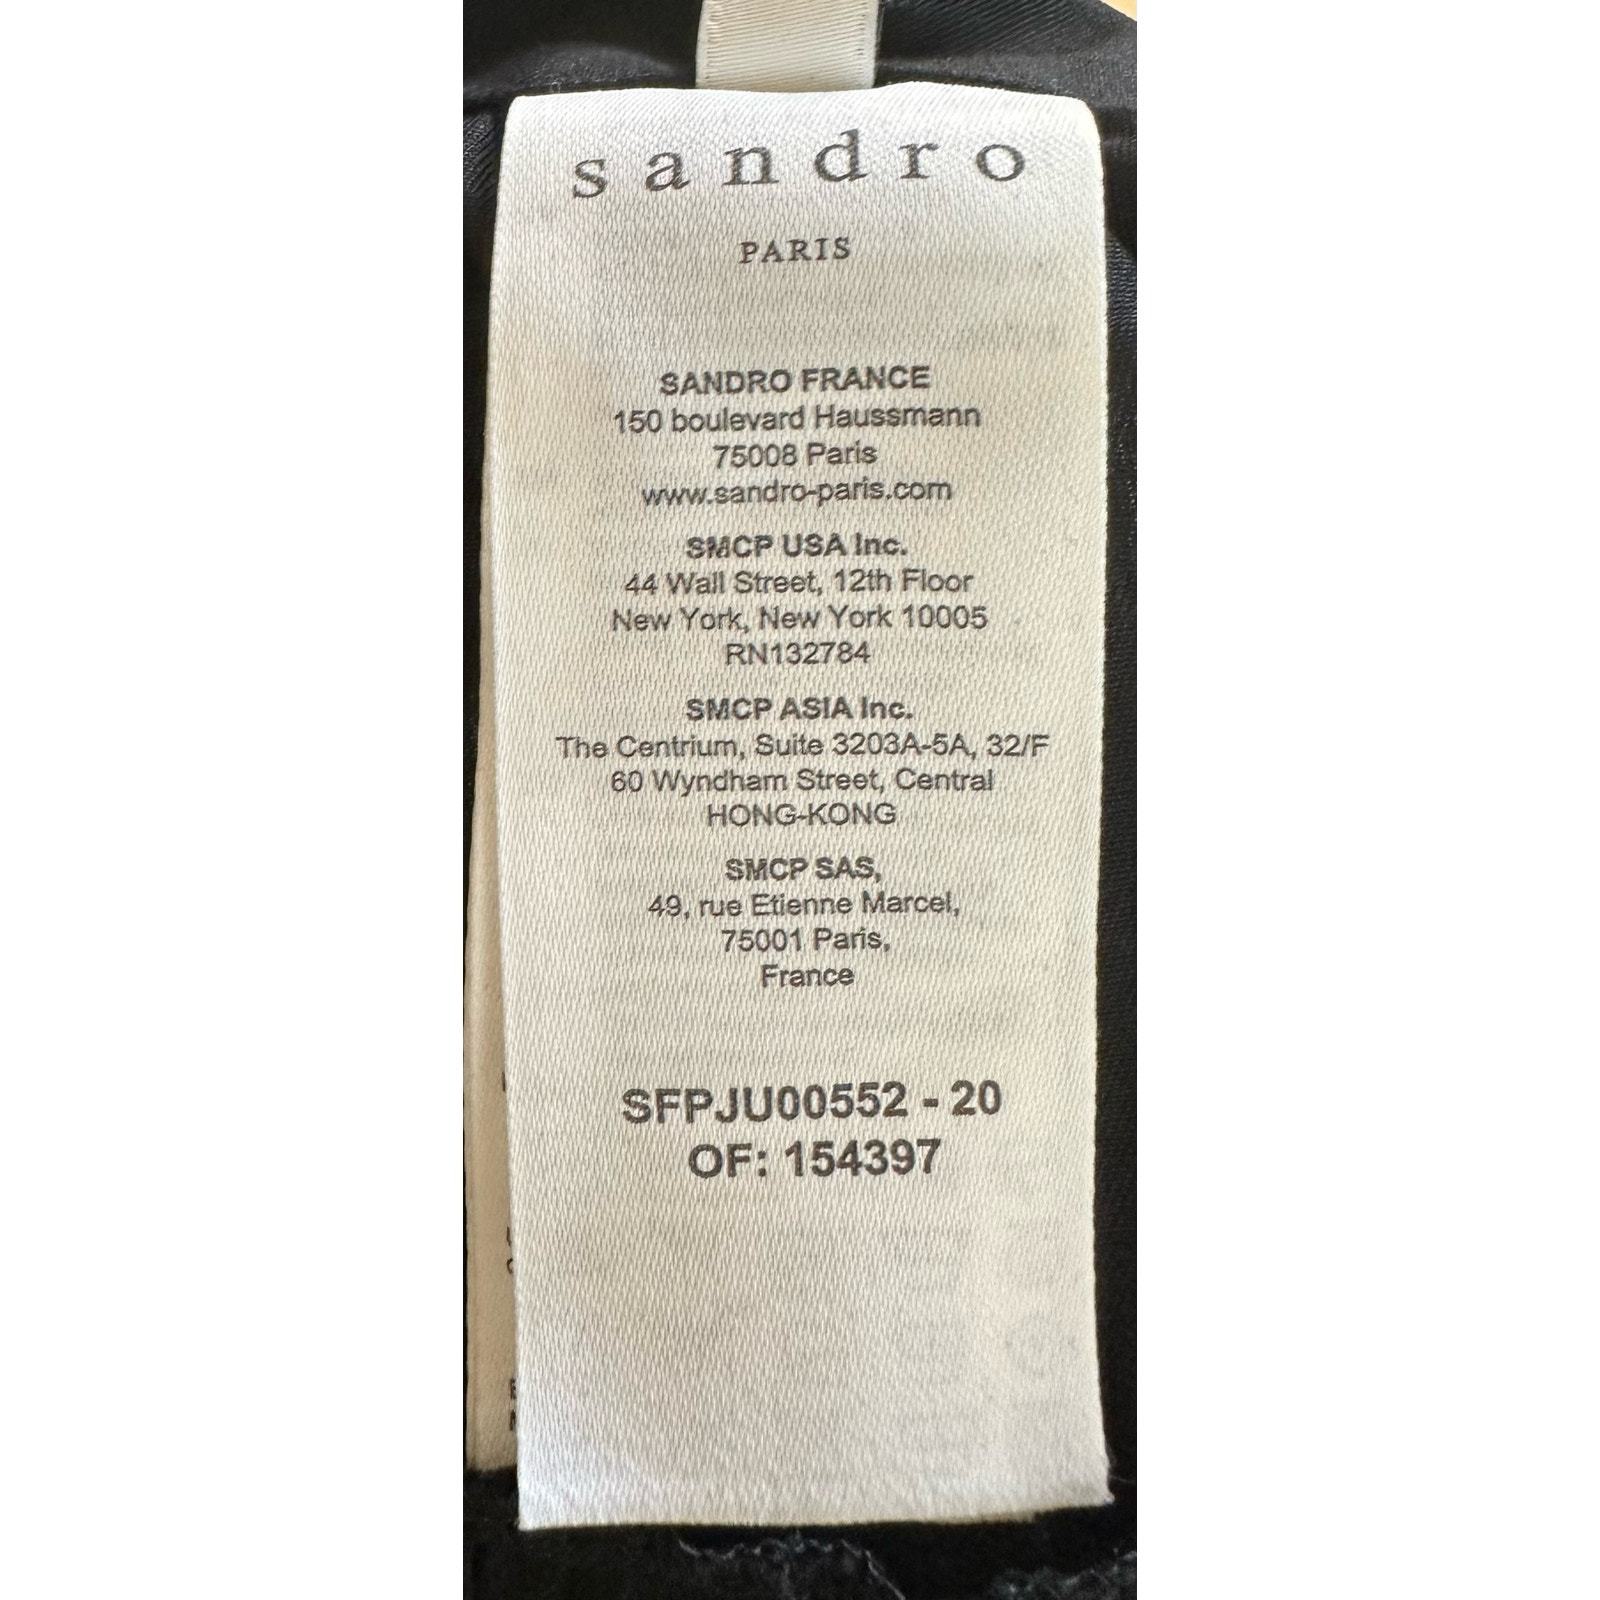 sandro
PARIS
SANDRO FRANCE
150 boulevard Haussmann
75008 Paris
www.sandro-paris.com
SMCP USA Inc.
44 Wall Street, 12th Floor
New York, New York 10005
RN132784
SMCP ASIA Inc.
The Centrium, Suite 3203A-5A, 32/F
60 Wyndham Street, Central
HONG-KONG
SMCP SAS,
49, rue Etienne Marcel,
75001 Paris,
France
SFPJU00552 - 20
OF: 154397